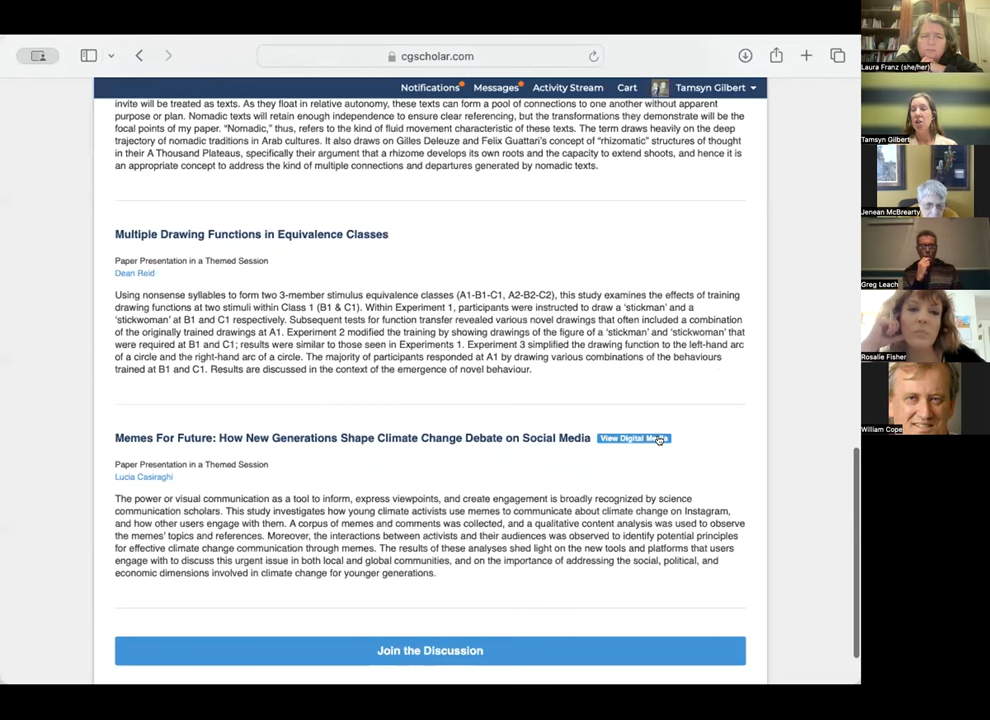 cgscholar.com
Notifications Messages Activity Stream Cart Tamsyn Gilbert
invite will be treated as texts. As they float in relative autonomy, these texts can form a pool of connections to one another without apparent
purpose or plan. Nomadic texts will retain enough independence to ensure clear referencing, but the transformations they demonstrate will be the
focal points of my paper. “Nomadic,” thus, refers to the kind of fluid movement characteristic of these texts. The term draws heavily on the deep
trajectory of nomadic traditions in Arab cultures. It also draws on Gilles Deleuze and Felix Guattari's concept of “rhizomatic” structures of thought
in their A Thousand Plateaus, specifically their argument that a rhizome develops its own roots and the capacity to extend shoots, and hence it is
an appropriate concept to address the kind of multiple connections and departures generated by nomadic texts.
Multiple Drawing Functions in Equivalence Classes
Paper Presentation in a Themed Session
Dean Reid
Using nonsense syllables to form two 3-member stimulus equivalence classes (A1-B1-C1, A2-B2-C2), this study examines the effects of training
drawing functions at two stimuli within Class 1 (B1 & C1). Within Experiment 1, participants were instructed to draw a ‘stickman’ and a
‘stickwoman’ at B1 and C1 respectively. Subsequent tests for function transfer revealed various novel drawings that often included a combination
of the originally trained drawings at A1. Experiment 2 modified the training by showing drawings of the figure of a ‘stickman’ and ‘stickwoman’ that
were required at B1 and C1; results were similar to those seen in Experiments 1. Experiment 3 simplified the drawing function to the left-hand arc
of a circle and the right-hand arc of a circle. The majority of participants responded at A1 by drawing various combinations of the behaviours
trained at B1 and C1. Results are discussed in the context of the emergence of novel behaviour.
Memes For Future: How New Generations Shape Climate Change Debate on Social Media View Digital Media
Paper Presentation in a Themed Session
Lucia Casiraghi
The power or visual communication as a tool to inform, express viewpoints, and create engagement is broadly recognized by science
communication scholars. This study investigates how young climate activists use memes to communicate about climate change on Instagram,
and how other users engage with them. A corpus of memes and comments was collected, and a qualitative content analysis was used to observe
the memes' topics and references. Moreover, the interactions between activists and their audiences was observed to identify potential principles
for effective climate change communication through memes. The results of these analyses shed light on the new tools and platforms that users
engage with to discuss this urgent issue in both local and global communities, and on the importance of addressing the social, political, and
economic dimensions involved in climate change for younger generations.
Join the Discussion
Laura Franz (she/her)
Tamsyn Gilbert
Jenean McBrearty
Greg Leach
Rosalie Fisher
William Cope